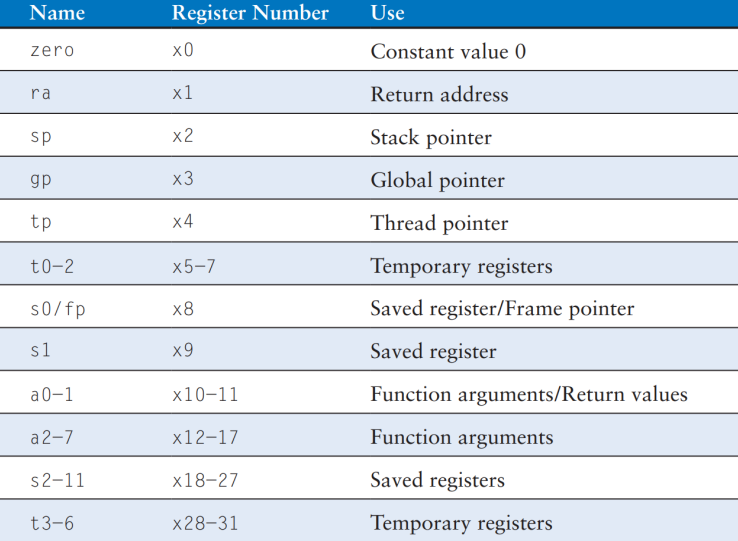 Name Register Number Use
zero x0 Constant value 0
ra x1 Return address
sp x2 Stack pointer
gp x3 Global pointer
tp x4 Thread pointer
t0–2 x5–7 Temporary registers
s0/fp x8 Saved register/Frame pointer
s1 x9 Saved register
a0–1 x10–11 Function arguments/Return values
a2–7 x12–17 Function arguments
s2–11 x18–27 Saved registers
t3–6 x28–31 Temporary registers